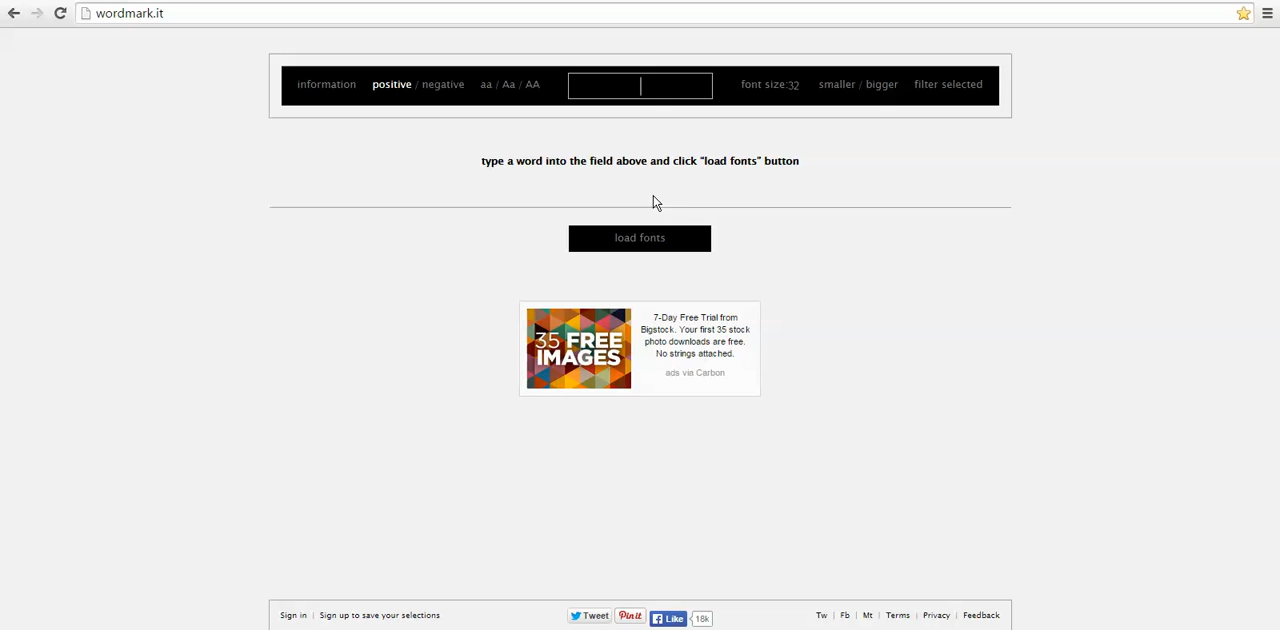 wordmark.it
information positive / negative aa / Aa / AA font size:32 smaller / bigger filter selected
type a word into the field above and click “load fonts” button
load fonts
35 FREE
IMAGES
7-Day Free Trial from
Bigstock. Your first 35 stock
photo downloads are free.
No strings attached.
ads via Carbon
Sign in | Sign up to save your selections Tweet Pinit Like 18k Tw | Fb | Mt | Terms | Privacy | Feedback